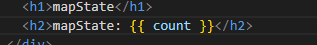 <h1>mapState</h1>
<h2>mapState: {{ count }}</h2>
</div>